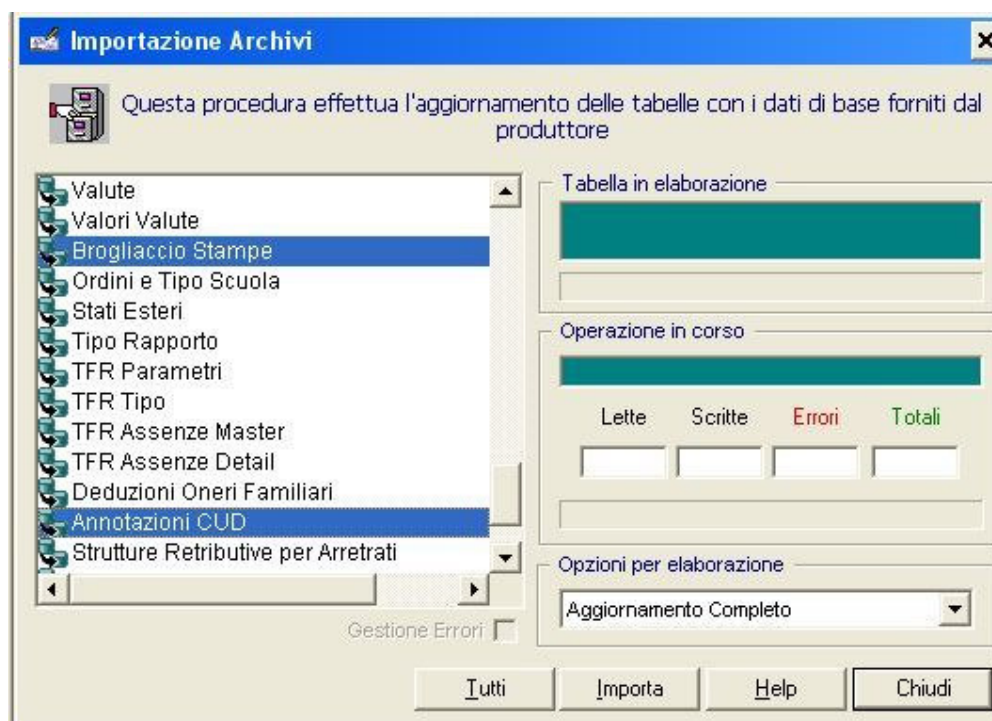 Importazione Archivi
Questa procedura effettua l'aggiornamento delle tabelle con i dati di base forniti dal
produttore
Valute
Valori Valute
Brogliaccio Stampe
Ordini e Tipo Scuola
Stati Esteri
Tipo Rapporto
TFR Parametri
TFR Tipo
TFR Assenze Master
TFR Assenze Detail
Deduzioni Oneri Familiari
Annotazioni CUD
Strutture Retributive per Arretrati
Gestione Errori
Tabella in elaborazione
Operazione in corso
Lette Scritte Errori Totali
Opzioni per elaborazione
Aggiornamento Completo
Tutti Importa Help Chiudi